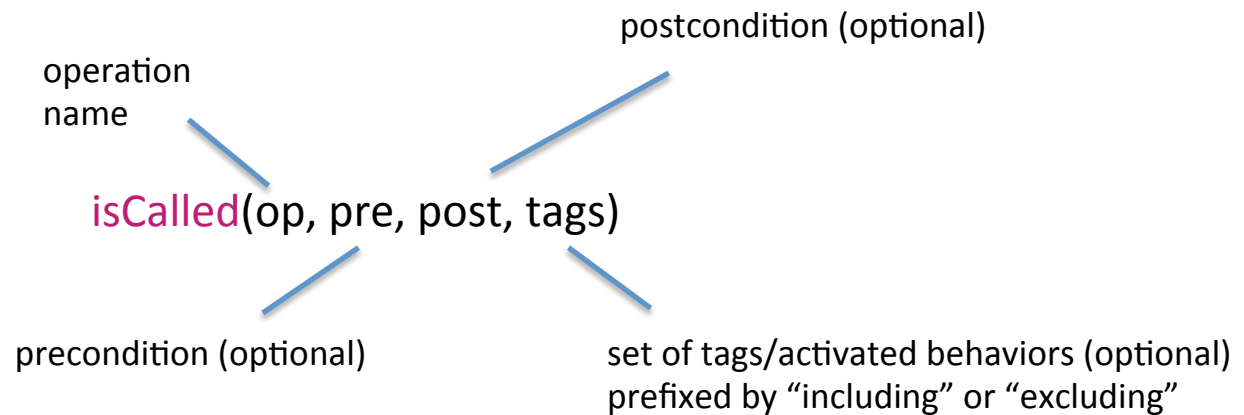 postcondition (optional)
operation
name
isCalled(op, pre, post, tags)
precondition (optional)
set of tags/activated behaviors (optional)
prefixed by “including” or “excluding”